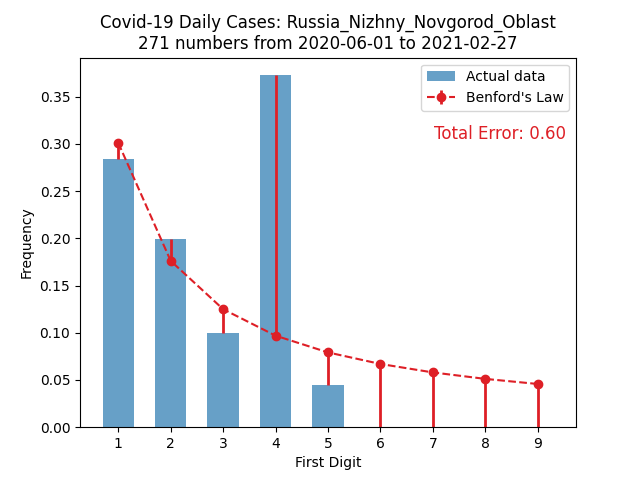 Covid-19 Daily Cases: Russia_Nizhny_Novgorod_Oblast
271 numbers from 2020-06-01 to 2021-02-27
Actual data
Benford's Law
Total Error: 0.60
Frequency
0.35
0.30
0.25
0.20
0.15
0.10
0.05
0.00
1 2 3 4 5 6 7 8 9
First Digit